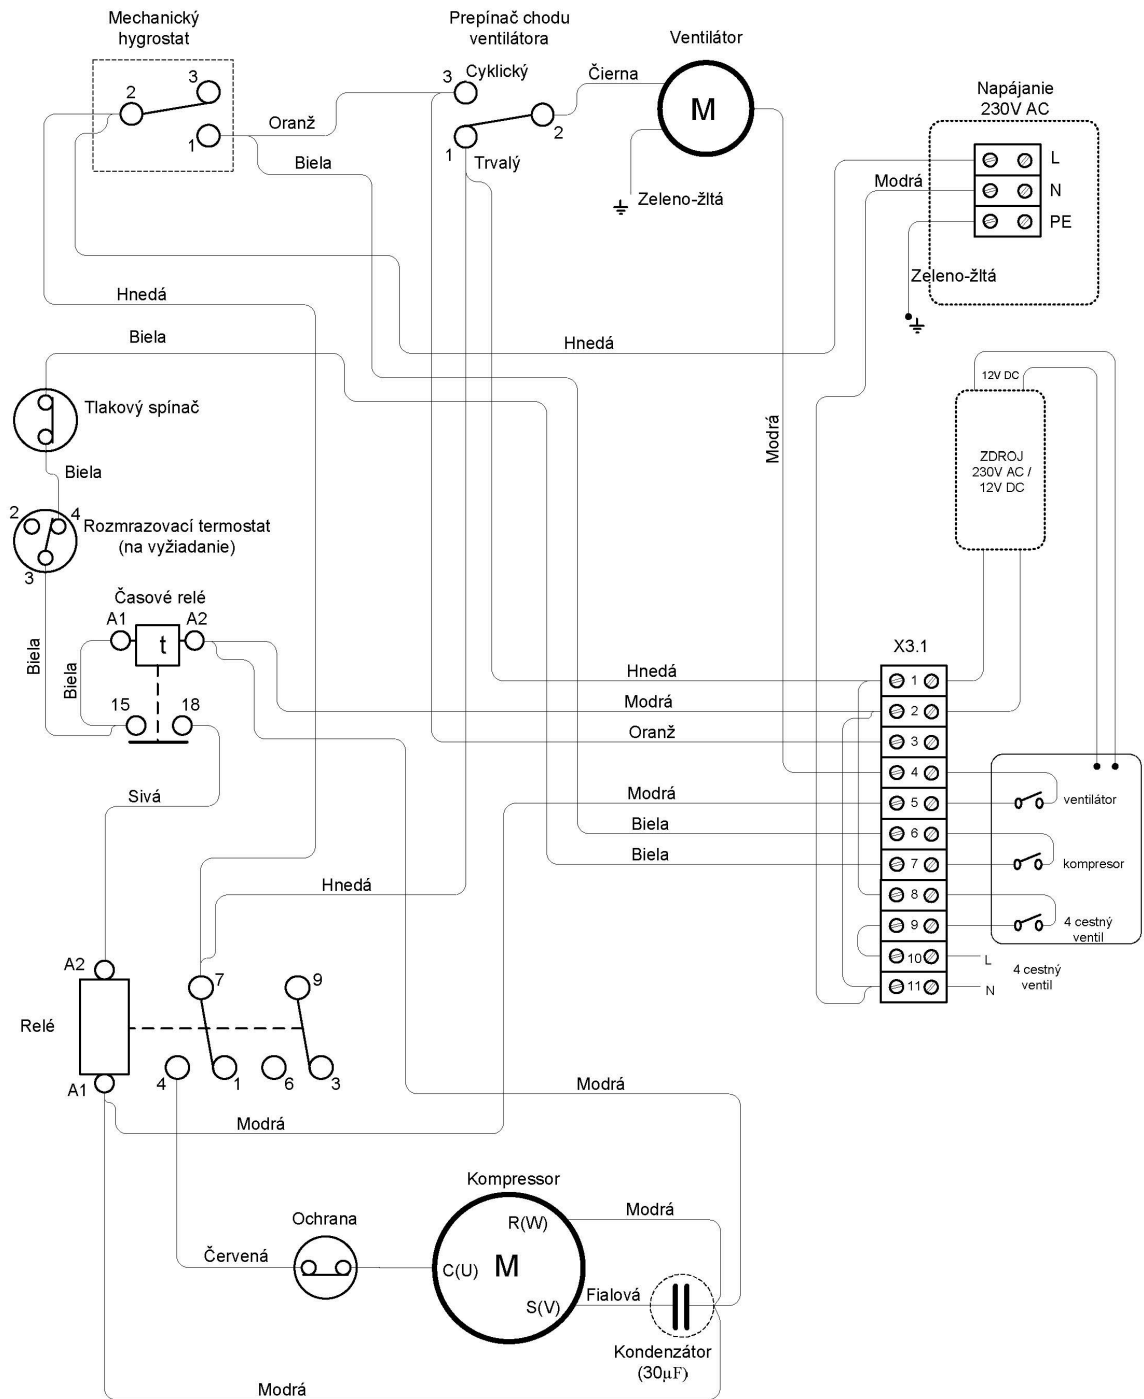 Mechanický
hygrostat
Prepínač chodu
ventilátora
Ventilátor
Napájanie
230V AC
3
2
1
Oranž
Biela
3
Cyklický
2
1
Trvalý
Čierna
M
Zeleno-žltá
L
N
PE
Modrá
Zeleno-žltá
Hnedá
Hnedá
Biela
Tlakový spínač
Biela
2
4
3
Rozmrazovací termostat
(na vyžiadanie)
Modrá
12V DC
ZDROJ
230V AC /
12V DC
Časové relé
A1
t
A2
Biela
Biela
15
18
Sivá
X3.1
Hnedá
1
Modrá
2
Oranž
3
4
Modrá
5
Biela
6
Biela
7
8
9
10
11
ventilátor
kompresor
4 cestný
ventil
L
N
4 cestný
ventil
Hnedá
A2
Relé
A1
7
9
4
1
6
3
Modrá
Modrá
Kompressor
R(W)
C(U)
M
S(V)
Modrá
Ochrana
Červená
Fialová
Kondenzátor
(30µF)
Modrá